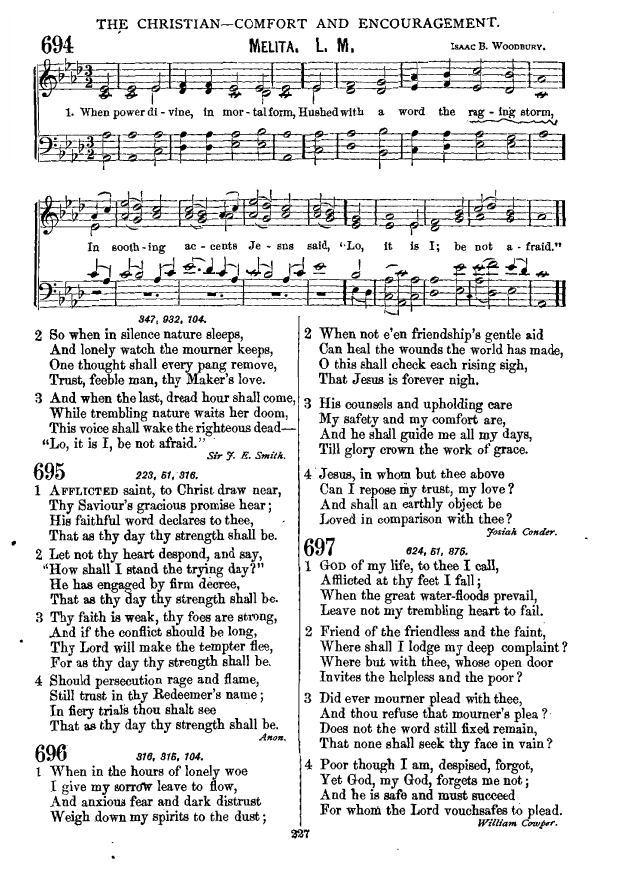 THE CHRISTIAN—COMFORT AND ENCOURAGEMENT.
694 MELITA. L. M. ISAAC B. WOODBURY.
1. When power di - vine, in mor - tal form, Hushed with a word the rag - ing storm,
In sooth - ing ac - cents Je - sus said, "Lo, it is I; be not a - fraid."
347, 932, 104.
2 So when in silence nature sleeps,
And lonely watch the mourner keeps,
One thought shall every pang remove,
Trust, feeble man, thy Maker's love.
3 And when the last, dread hour shall come,
While trembling nature waits her doom,
This voice shall wake the righteous dead—
"Lo, it is I, be not afraid."
Sir J. E. Smith.
695 223, 51, 316.
1 AFFLICTED saint, to Christ draw near,
Thy Saviour's gracious promise hear;
His faithful word declares to thee,
That as thy day thy strength shall be.
2 Let not thy heart despond, and say,
"How shall I stand the trying day?"
He has engaged by firm decree,
That as thy day thy strength shall be.
3 Thy faith is weak, thy foes are strong,
And if the conflict should be long,
Thy Lord will make the tempter flee,
For as thy day thy strength shall be.
4 Should persecution rage and flame,
Still trust in thy Redeemer's name;
In fiery trials thou shalt see
That as thy day thy strength shall be.
Anon.
696 316, 315, 104.
1 When in the hours of lonely woe
I give my sorrow leave to flow,
And anxious fear and dark distrust
Weigh down my spirits to the dust;
2 When not e'en friendship's gentle aid
Can heal the wounds the world has made,
O this shall check each rising sigh,
That Jesus is forever nigh.
3 His counsels and upholding care
My safety and my comfort are,
And he shall guide me all my days,
Till glory crown the work of grace.
4 Jesus, in whom but thee above
Can I repose my trust, my love?
And shall an earthly object be
Loved in comparison with thee?
Josiah Conder.
697 624, 51, 875.
1 GOD of my life, to thee I call,
Afflicted at thy feet I fall;
When the great water-floods prevail,
Leave not my trembling heart to fail.
2 Friend of the friendless and the faint,
Where shall I lodge my deep complaint?
Where but with thee, whose open door
Invites the helpless and the poor?
3 Did ever mourner plead with thee,
And thou refuse that mourner's plea?
Does not the word still fixed remain,
That none shall seek thy face in vain?
4 Poor though I am, despised, forgot,
Yet God, my God, forgets me not;
And he is safe and must succeed
For whom the Lord vouchsafes to plead.
William Cowper.
227